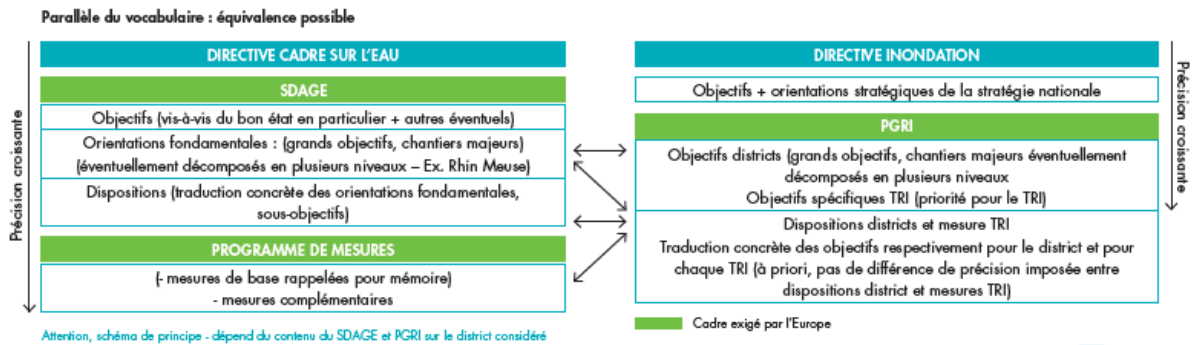 Parallèle du vocabulaire : équivalence possible
Précision croissante
DIRECTIVE CADRE SUR L'EAU
SDAGE
Objectifs (vis-à-vis du bon état en particulier + autres éventuels)
Orientations fondamentales : (grands objectifs, chantiers majeurs)
(éventuellement décomposés en plusieurs niveaux – Ex. Rhin Meuse)
Dispositions (traduction concrète des orientations fondamentales,
sous-objectifs)
PROGRAMME DE MESURES
(- mesures de base rappelées pour mémoire)
- mesures complémentaires
Attention, schéma de principe - dépend du contenu du SDAGE et PGRI sur le district considéré
DIRECTIVE INONDATION
Objectifs + orientations stratégiques de la stratégie nationale
PGRI
Objectifs districts (grands objectifs, chantiers majeurs éventuellement
décomposés en plusieurs niveaux
Objectifs spécifiques TRI (priorité pour le TRI)
Dispositions districts et mesure TRI
Traduction concrète des objectifs respectivement pour le district et pour
chaque TRI (à priori, pas de différence de précision imposée entre
dispositions district et mesures TRI)
Cadre exigé par l'Europe
Précision croissante